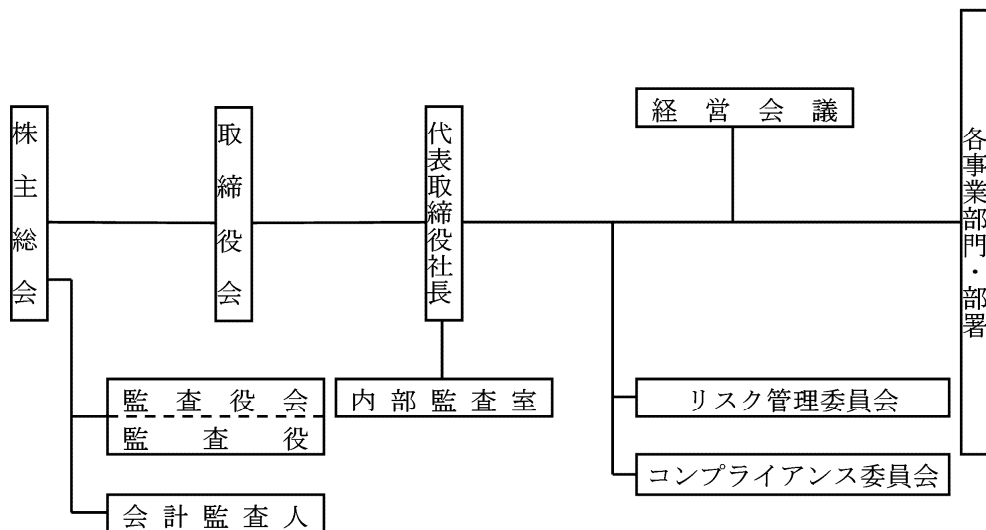 株主総会
取締役会
代表取締役社長
経営会議
各事業部門・部署
監査役会
監査役
内部監査室
リスク管理委員会
コンプライアンス委員会
会計監査人